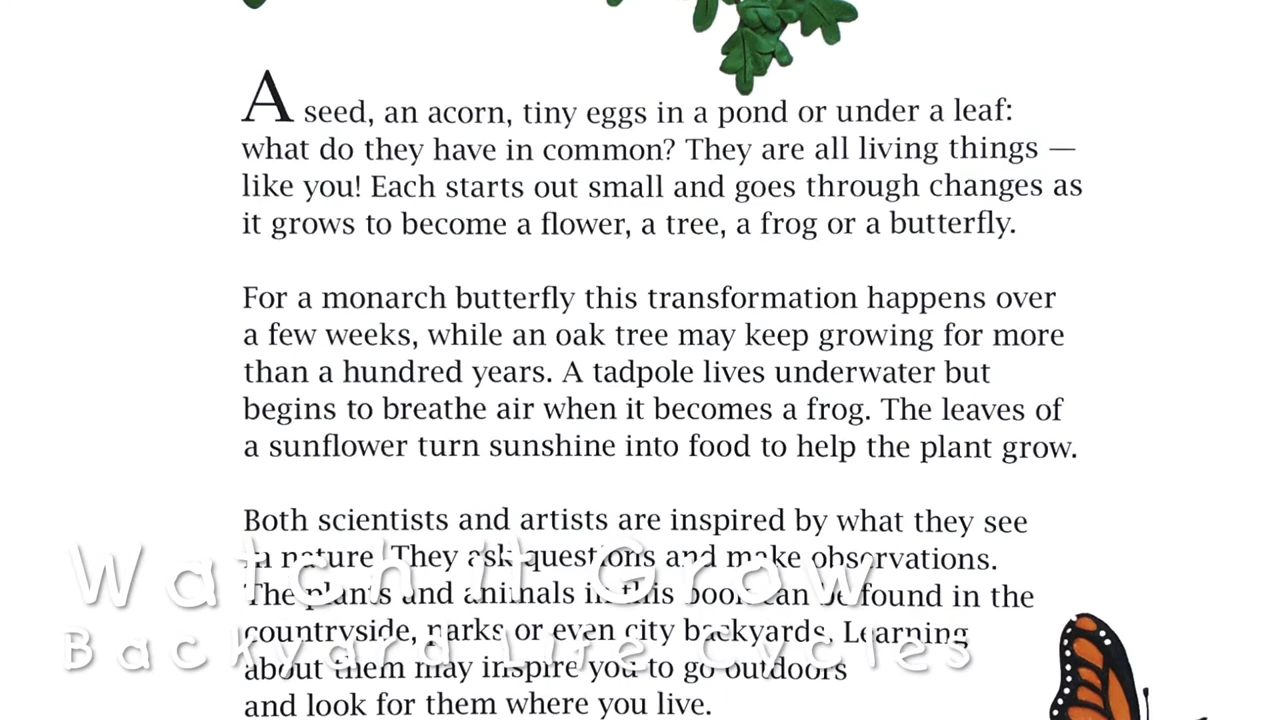 A seed, an acorn, tiny eggs in a pond or under a leaf:
what do they have in common? They are all living things —
like you! Each starts out small and goes through changes as
it grows to become a flower, a tree, a frog or a butterfly.
For a monarch butterfly this transformation happens over
a few weeks, while an oak tree may keep growing for more
than a hundred years. A tadpole lives underwater but
begins to breathe air when it becomes a frog. The leaves of
a sunflower turn sunshine into food to help the plant grow.
Both scientists and artists are inspired by what they see
in nature. They ask questions and make observations.
The plants and animals in this book can be found in the
countryside, parks or even city backyards. Learning
about them may inspire you to go outdoors
and look for them where you live.
Watch It Grow
Backyard Life Cycles